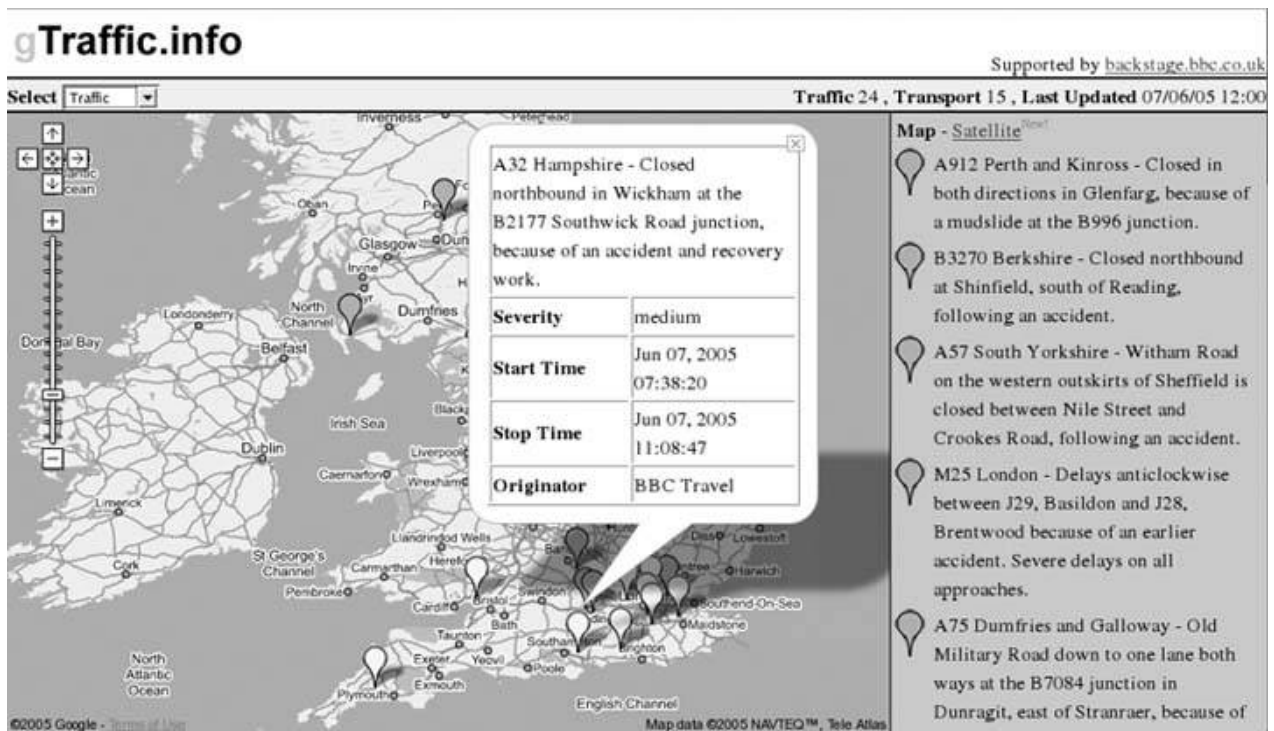 gTraffic.info
Supported by backstage.bbc.co.uk
Select Traffic
Traffic 24 , Transport 15 , Last Updated 07/06/05 12:00
Inverness
Peterhead
Ocean
Oban
Glasgow
Irvine
North
Channel
Dumfries
Londonderry
Belfast
Irish Sea
Dublin
Liverpool
Caernarfon
Wrexham
Limerick
Llandrindod Wells
St George's
Channel
Carmarthen
Cork
Pembroke
Cardiff
Bristol
Swindon
Bath
Diss
Lowestoft
Harwich
Southend-On-Sea
Maidstone
Taunton
Yeovil
Poole
Brighton
Exeter
Exmouth
Plymouth
North
Atlantic
Ocean
English Channel
©2005 Google - Terms of Use
Map data ©2005 NAVTEQ™, Tele Atlas
A32 Hampshire - Closed
northbound in Wickham at the
B2177 Southwick Road junction,
because of an accident and recovery
work.
Severity medium
Start Time Jun 07, 2005
07:38:20
Stop Time Jun 07, 2005
11:08:47
Originator BBC Travel
Map - Satellite New!
A912 Perth and Kinross - Closed in
both directions in Glenfarg, because of
a mudslide at the B996 junction.
B3270 Berkshire - Closed northbound
at Shinfield, south of Reading,
following an accident.
A57 South Yorkshire - Witham Road
on the western outskirts of Sheffield is
closed between Nile Street and
Crookes Road, following an accident.
M25 London - Delays anticlockwise
between J29, Basildon and J28,
Brentwood because of an earlier
accident. Severe delays on all
approaches.
A75 Dumfries and Galloway - Old
Military Road down to one lane both
ways at the B7084 junction in
Dunragit, east of Stranraer, because of